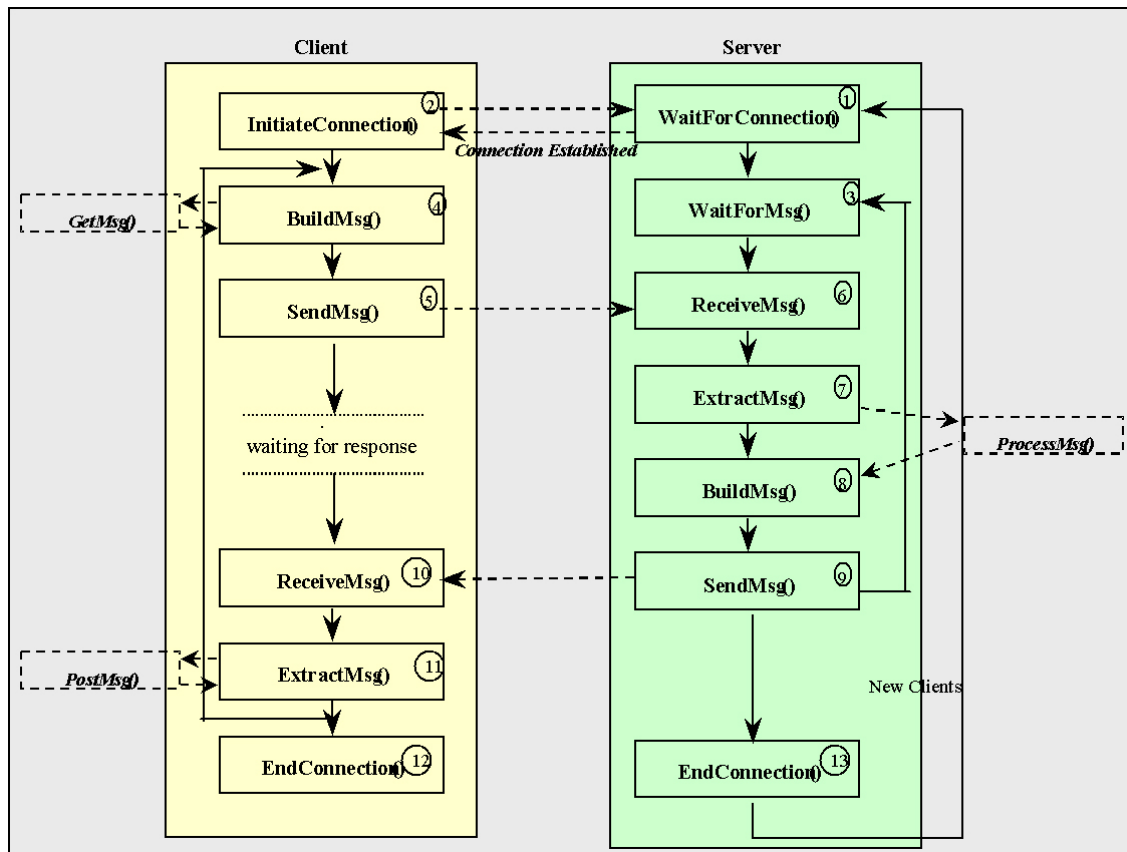 Client
Server
InitiateConnection()
2
WaitForConnection()
1
Connection Established
GetMsg()
BuildMsg()
4
WaitForMsg()
3
SendMsg()
5
ReceiveMsg()
6
ExtractMsg()
7
waiting for response
ProcessMsg()
BuildMsg()
8
ReceiveMsg()
10
SendMsg()
9
PostMsg()
ExtractMsg()
11
New Clients
EndConnection()
12
EndConnection()
13